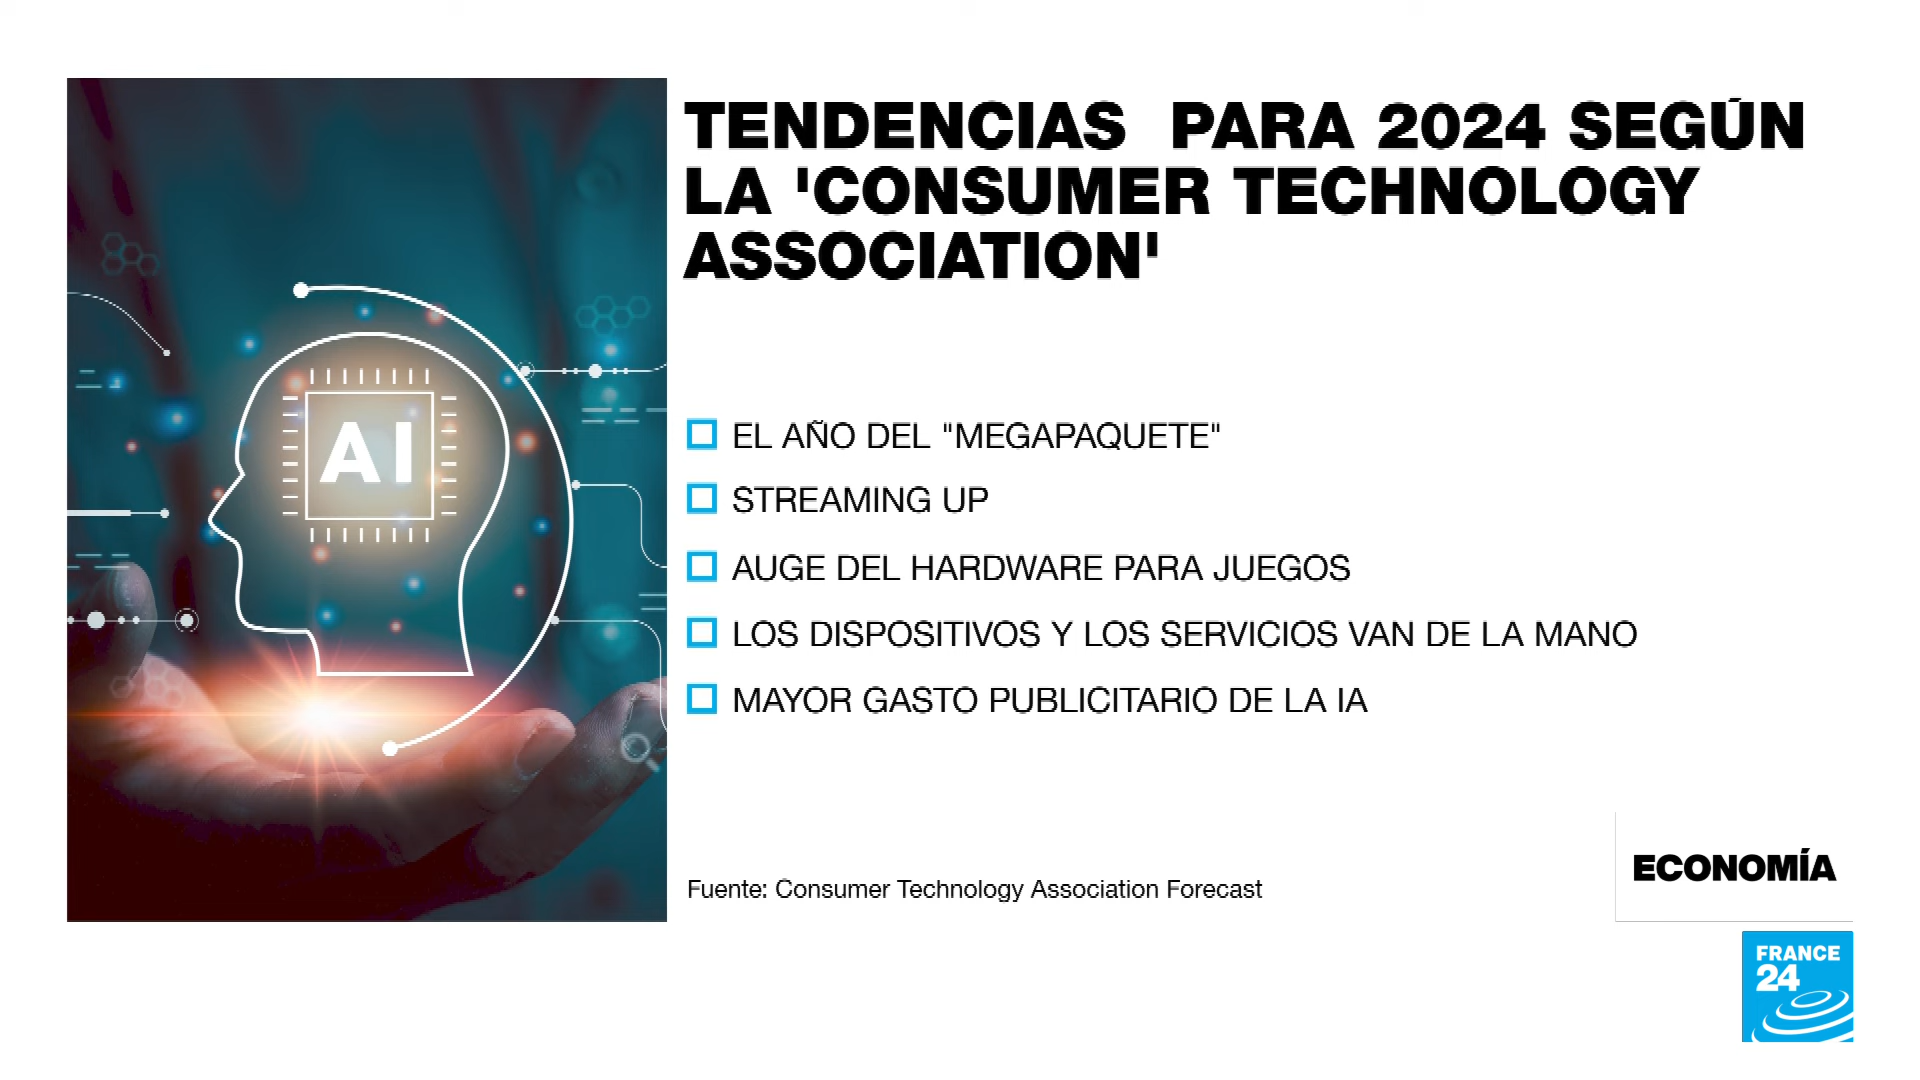 TENDENCIAS PARA 2024 SEGÚN
LA 'CONSUMER TECHNOLOGY
ASSOCIATION'
AI
EL AÑO DEL "MEGAPAQUETE"
STREAMING UP
AUGE DEL HARDWARE PARA JUEGOS
LOS DISPOSITIVOS Y LOS SERVICIOS VAN DE LA MANO
MAYOR GASTO PUBLICITARIO DE LA IA
Fuente: Consumer Technology Association Forecast
ECONOMÍA
FRANCE
24